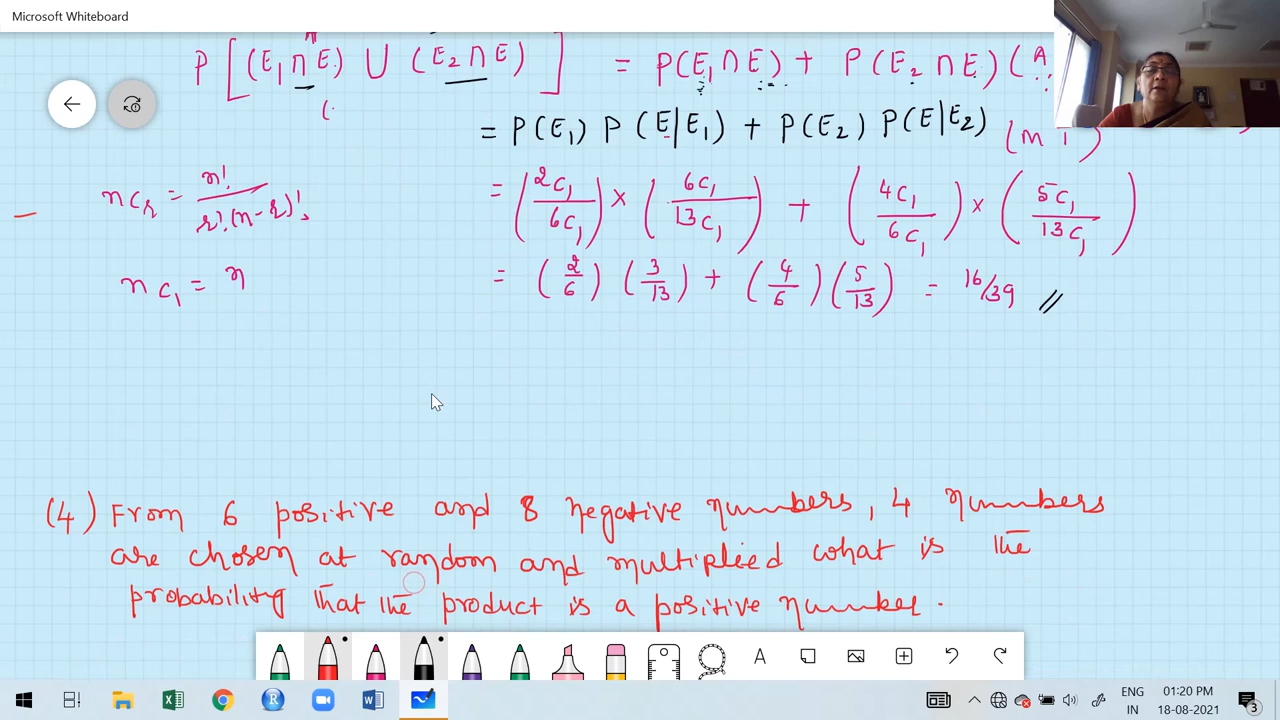 Microsoft Whiteboard
P[(E₁∩E) ∪ (E₂∩E)] = P(E₁∩E) + P(E₂∩E) (A
= P(E₁) P(E|E₁) + P(E₂) P(E|E₂)
nCr = n! / r!.(n-r)!
= (2C₁/6C₁) × (6C₁/13C₁) + (4C₁/6C₁) × (5C₁/13C₁)
nC₁ = n
= (2/6) (3/13) + (4/6) (5/13) = 16/39 //
(4) From 6 positive and 8 negative numbers, 4 numbers
are chosen at random and multiplied what is the
probability that the product is a positive number.
A
ENG
IN
01:20 PM
18-08-2021
3